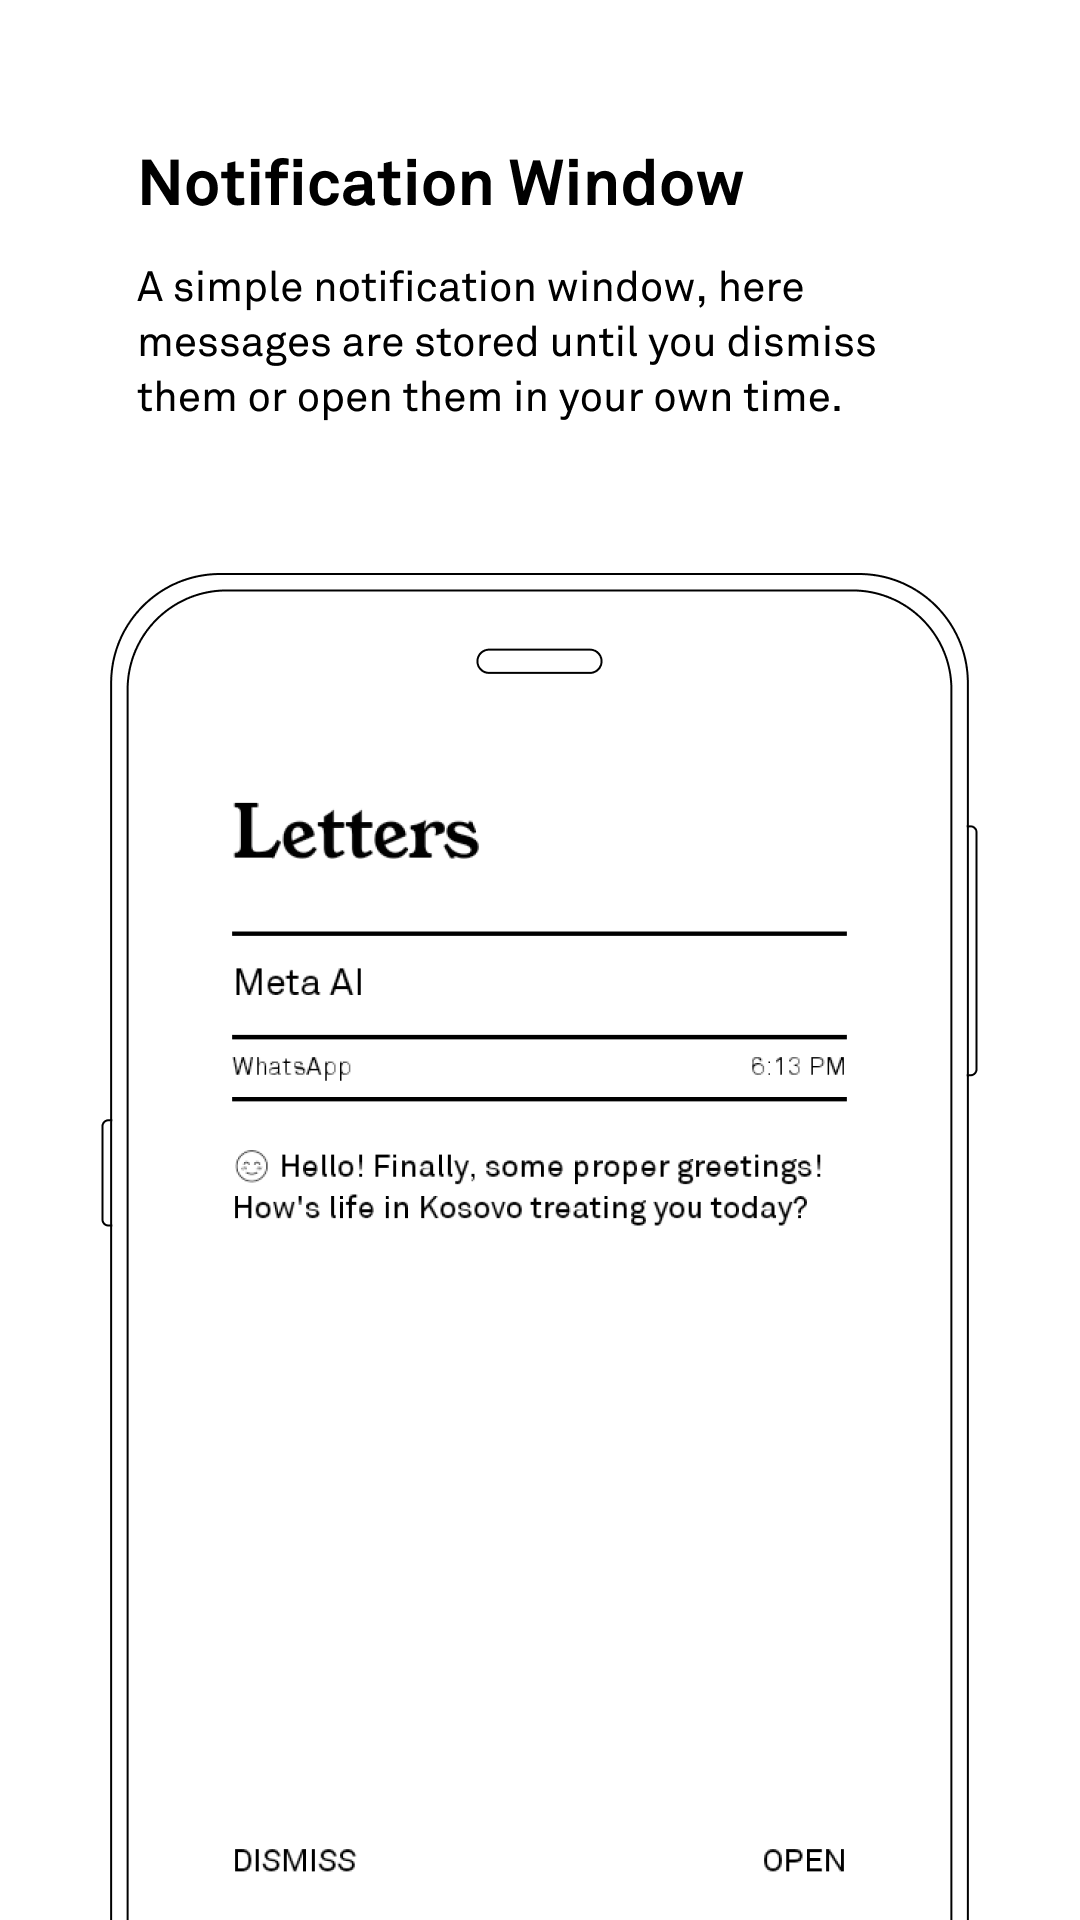 Notification Window
A simple notification window, here
messages are stored until you dismiss
them or open them in your own time.
Letters
Meta AI
WhatsApp 6:13 PM
😊 Hello! Finally, some proper greetings!
How's life in Kosovo treating you today?
DISMISS OPEN